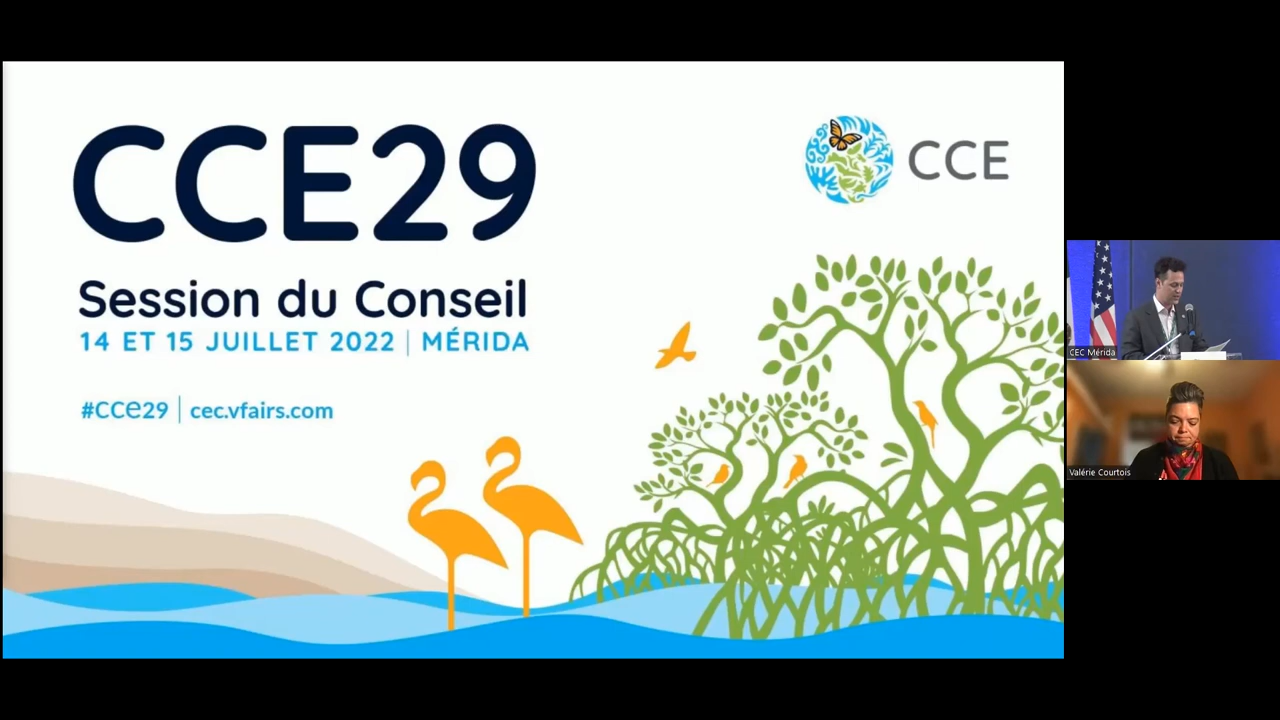 CCE29
CCE
Session du Conseil
14 ET 15 JUILLET 2022 | MÉRIDA
#CCe29 | cec.vfairs.com
CEC Mérida
Valérie Courtois